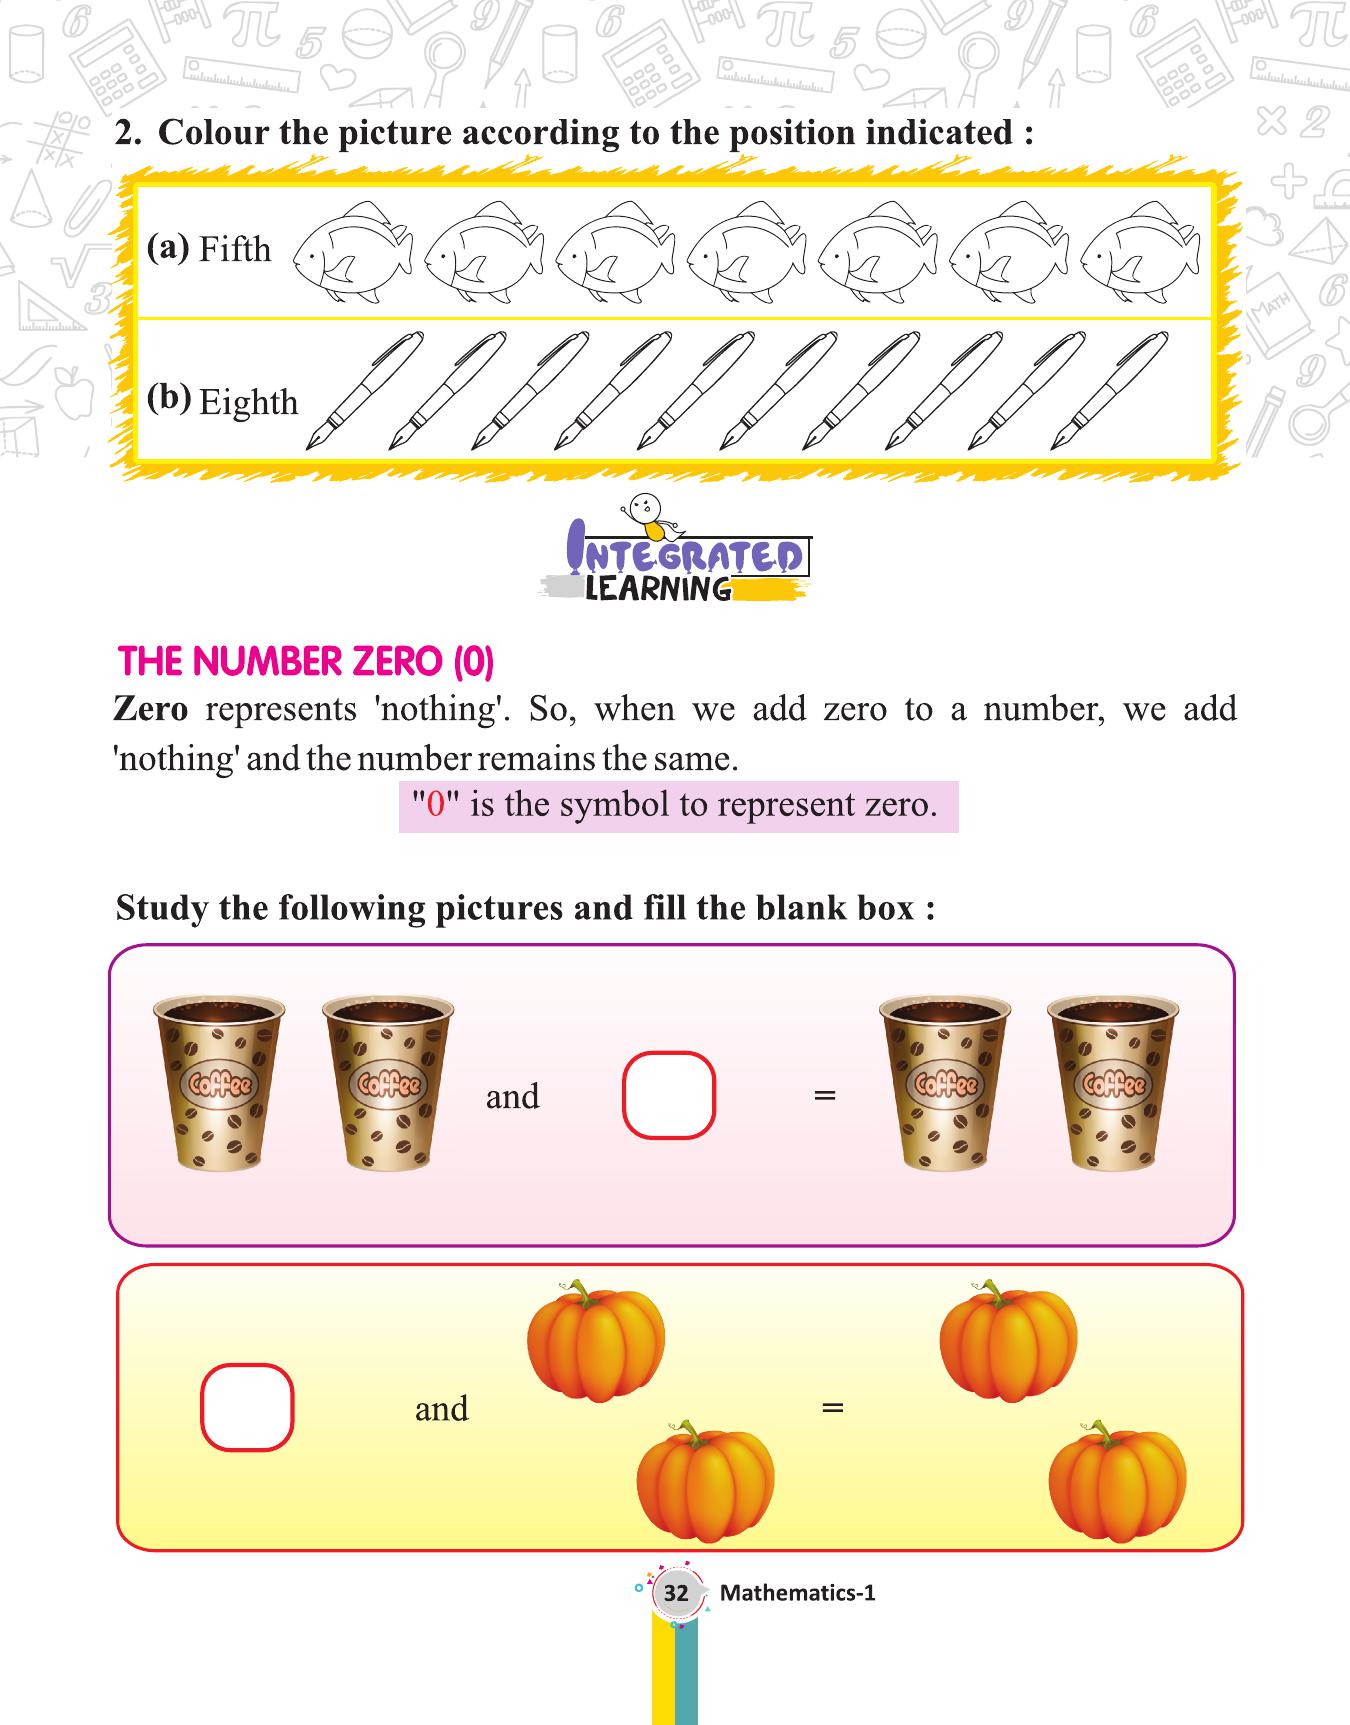 2. Colour the picture according to the position indicated :
(a) Fifth
(b) Eighth
INTEGRATED
LEARNING
THE NUMBER ZERO (0)
Zero represents 'nothing'. So, when we add zero to a number, we add
'nothing' and the number remains the same.
"0" is the symbol to represent zero.
Study the following pictures and fill the blank box :
Coffee Coffee and = Coffee Coffee
and =
32 Mathematics-1